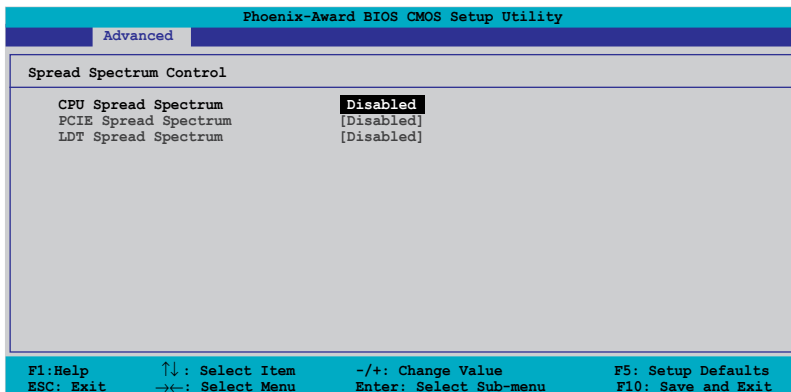 Phoenix-Award BIOS CMOS Setup Utility
Advanced
Spread Spectrum Control
CPU Spread Spectrum Disabled
PCIE Spread Spectrum [Disabled]
LDT Spread Spectrum [Disabled]
F1:Help ↑↓: Select Item -/+: Change Value F5: Setup Defaults
ESC: Exit →←: Select Menu Enter: Select Sub-menu F10: Save and Exit